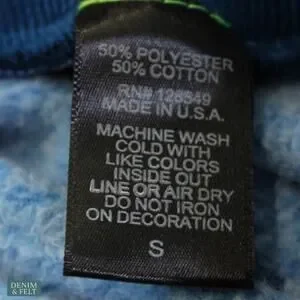 50% POLYESTER
50% COTTON
RN# 128549
MADE IN U.S.A.
MACHINE WASH
COLD WITH
LIKE COLORS
INSIDE OUT
LINE OR AIR DRY
DO NOT IRON
ON DECORATION
S
DENIM
& FELT